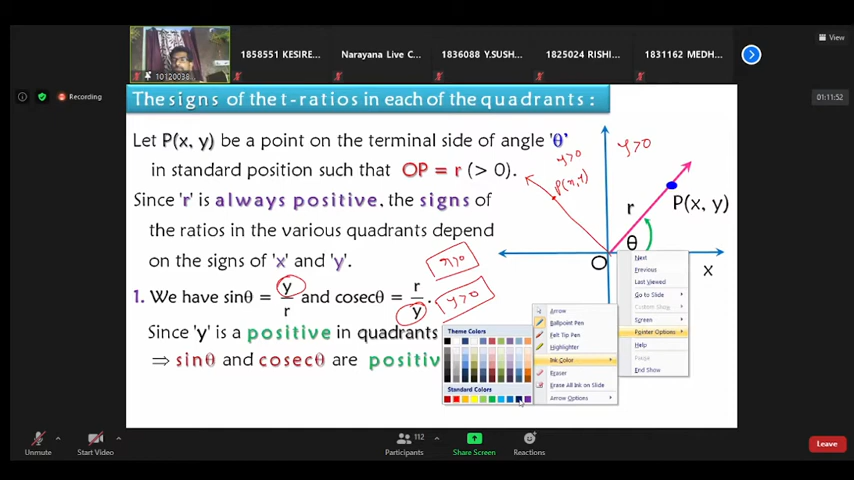 View
10120038
1858551 KESIRE...
Narayana Live C...
1836088 Y.SUSH...
1825024 RISHI...
1831162 MEDH...
Recording
01:11:52
The signs of the t-ratios in each of the quadrants :
Let P(x, y) be a point on the terminal side of angle 'θ'
in standard position such that OP = r (> 0).
Since 'r' is always positive, the signs of
the ratios in the various quadrants depend
on the signs of 'x' and 'y'.
1. We have sinθ = y/r and cosecθ = r/y.
Since 'y' is a positive in quadrants
⇒ sinθ and cosecθ are positive
r>0
y>0
y>0
P(x,y)
y>0
r
P(x, y)
θ
O
x
Next
Previous
Last Viewed
Go to Slide
Custom Show
Screen
Pointer Options
Help
Pause
End Show
Arrow
Ballpoint Pen
Felt Tip Pen
Highlighter
Ink Color
Eraser
Erase All Ink on Slide
Arrow Options
Theme Colors
Standard Colors
Unmute
Start Video
112
Participants
Share Screen
Reactions
Leave